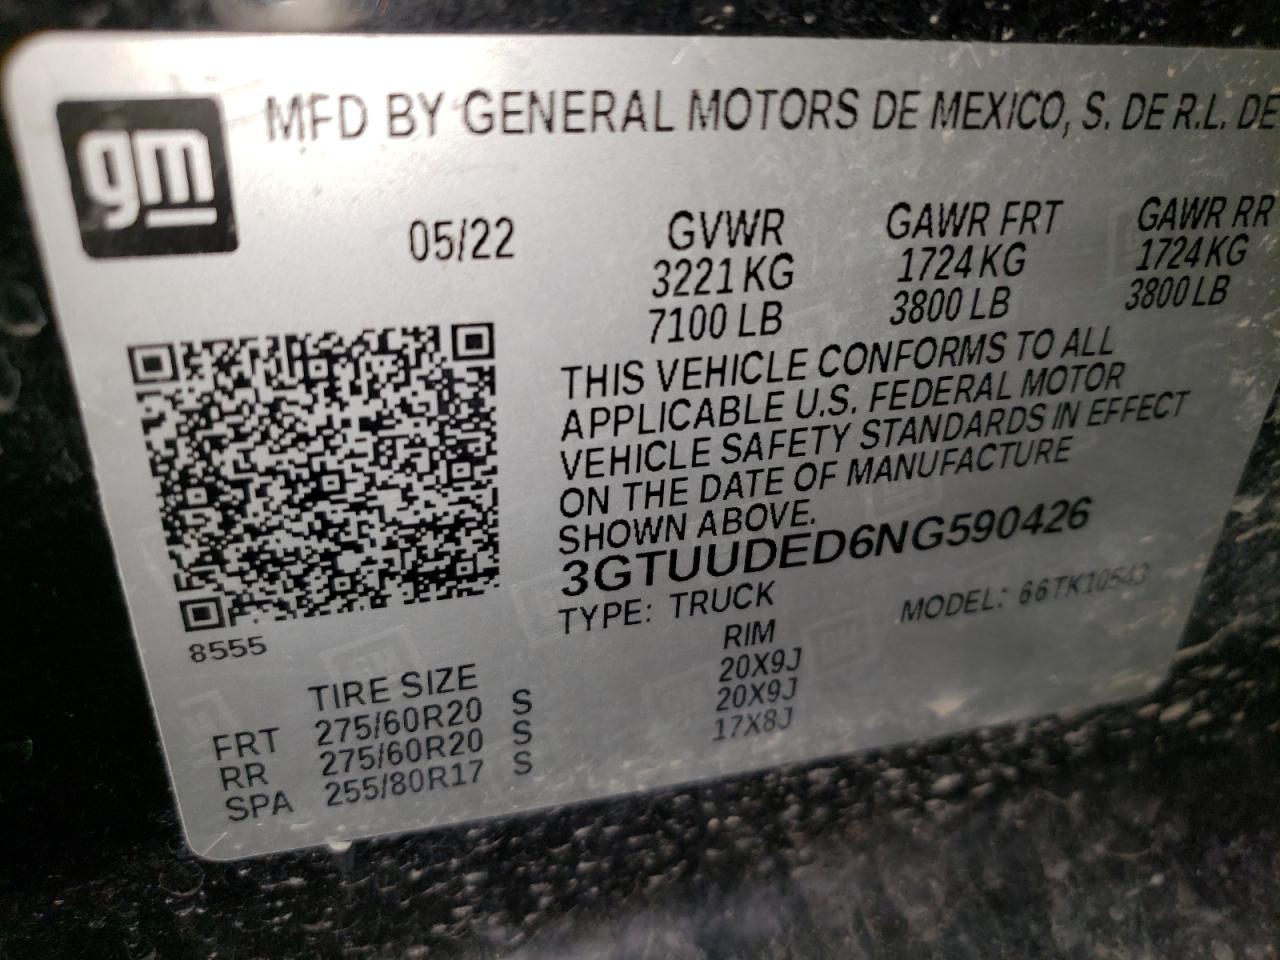 gm
MFD BY GENERAL MOTORS DE MEXICO, S. DE R.L. DE
05/22
GVWR GAWR FRT GAWR RR
3221 KG 1724 KG 1724 KG
7100 LB 3800 LB 3800 LB
THIS VEHICLE CONFORMS TO ALL
APPLICABLE U.S. FEDERAL MOTOR
VEHICLE SAFETY STANDARDS IN EFFECT
ON THE DATE OF MANUFACTURE
SHOWN ABOVE.
3GTUUDED6NG590426
TYPE: TRUCK MODEL: 66TK10543
8555
TIRE SIZE RIM
FRT 275/60R20 S 20X9J
RR 275/60R20 S 20X9J
SPA 255/80R17 S 17X8J